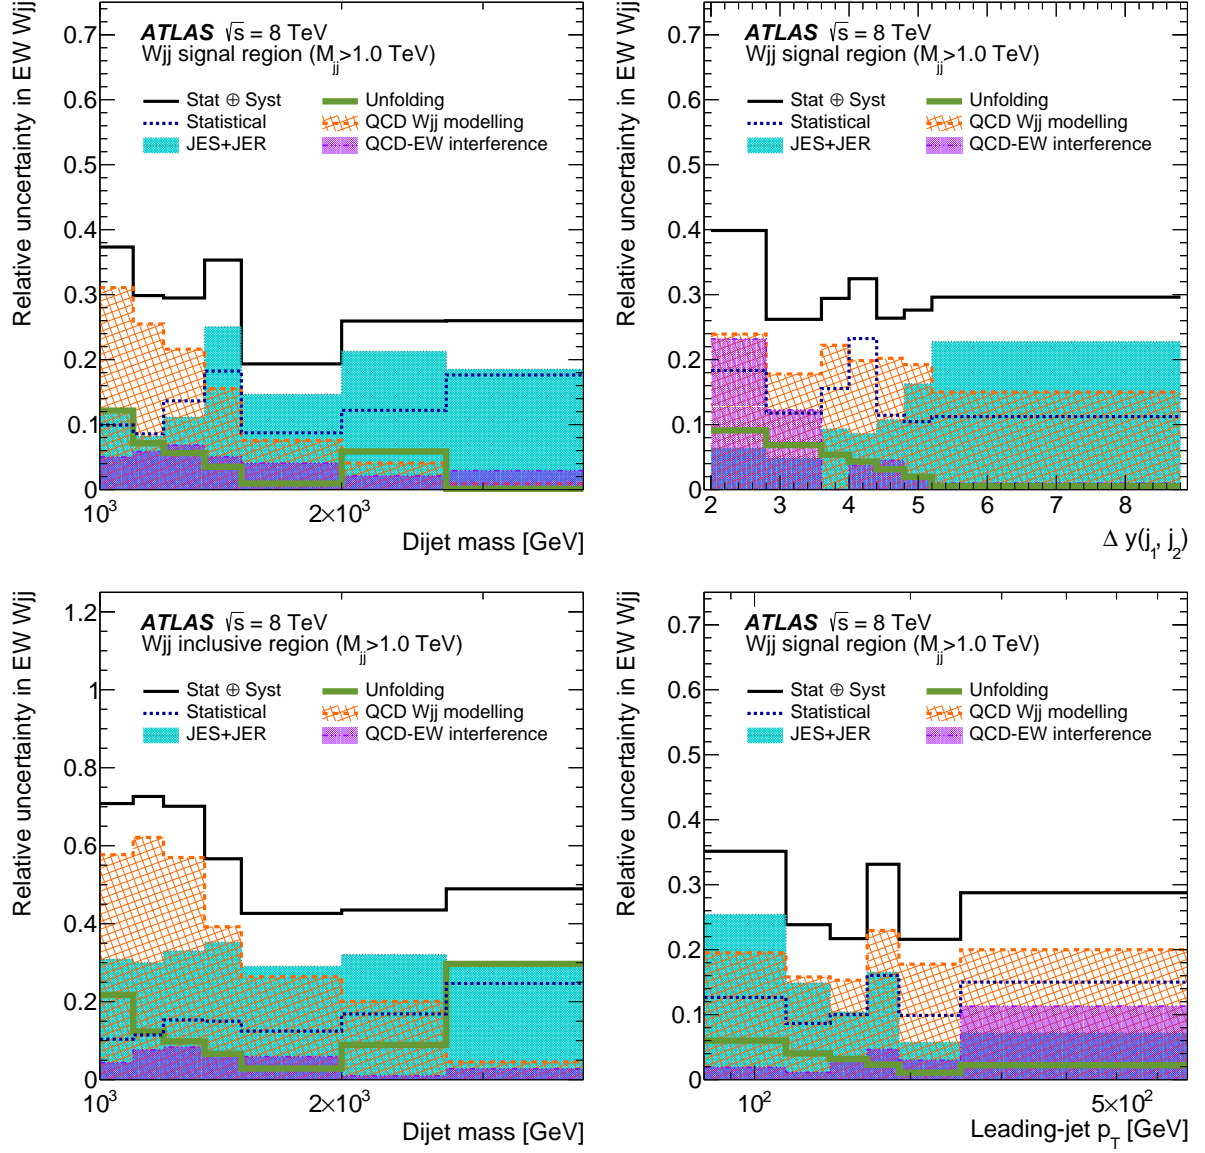 Relative uncertainty in EW Wjj
0.7
0.6
0.5
0.4
0.3
0.2
0.1
0
ATLAS √s = 8 TeV
Wjj signal region (M_jj>1.0 TeV)
Stat ⊕ Syst
Statistical
JES+JER
Unfolding
QCD Wjj modelling
QCD-EW interference
10³ 2×10³
Dijet mass [GeV]
Relative uncertainty in EW Wjj
0.7
0.6
0.5
0.4
0.3
0.2
0.1
0
ATLAS √s = 8 TeV
Wjj signal region (M_jj>1.0 TeV)
Stat ⊕ Syst
Statistical
JES+JER
Unfolding
QCD Wjj modelling
QCD-EW interference
2 3 4 5 6 7 8
Δ y(j₁, j₂)
Relative uncertainty in EW Wjj
1.2
1
0.8
0.6
0.4
0.2
0
ATLAS √s = 8 TeV
Wjj inclusive region (M_jj>1.0 TeV)
Stat ⊕ Syst
Statistical
JES+JER
Unfolding
QCD Wjj modelling
QCD-EW interference
10³ 2×10³
Dijet mass [GeV]
Relative uncertainty in EW Wjj
0.7
0.6
0.5
0.4
0.3
0.2
0.1
0
ATLAS √s = 8 TeV
Wjj signal region (M_jj>1.0 TeV)
Stat ⊕ Syst
Statistical
JES+JER
Unfolding
QCD Wjj modelling
QCD-EW interference
10² 5×10²
Leading-jet p_T [GeV]